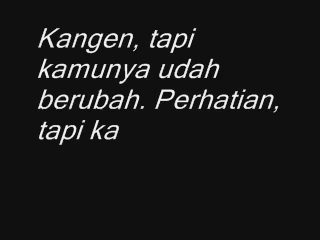 Kangen, tapi
kamunya udah
berubah. Perhatian,
tapi ka